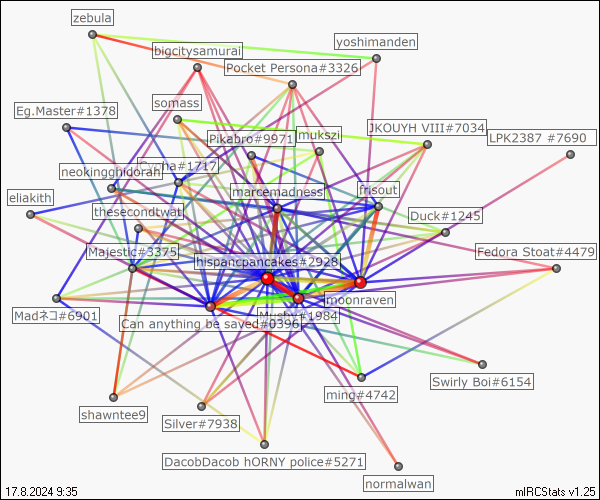 zebula
yoshimanden
bigcitysamurai
Pocket Persona#3326
somass
Eg.Master#1378
JKOUYH VIII#7034
mukszi
Pikabro#9971
LPK2387 #7690
#1717
neokingghidorah
marcemadness
frisout
eliakith
thesecondtwat
Duck#1245
Majestic#3375
Fedora Stoat#4479
hispancpancakes#2928
moonraven
Madネコ#6901
Mushy#1984
Can anything be saved#0396
Swirly Boi#6154
ming#4742
shawntee9
Silver#7938
DacobDacob hORNY police#5271
normalwan
17.8.2024 9:35
mIRCStats v1.25